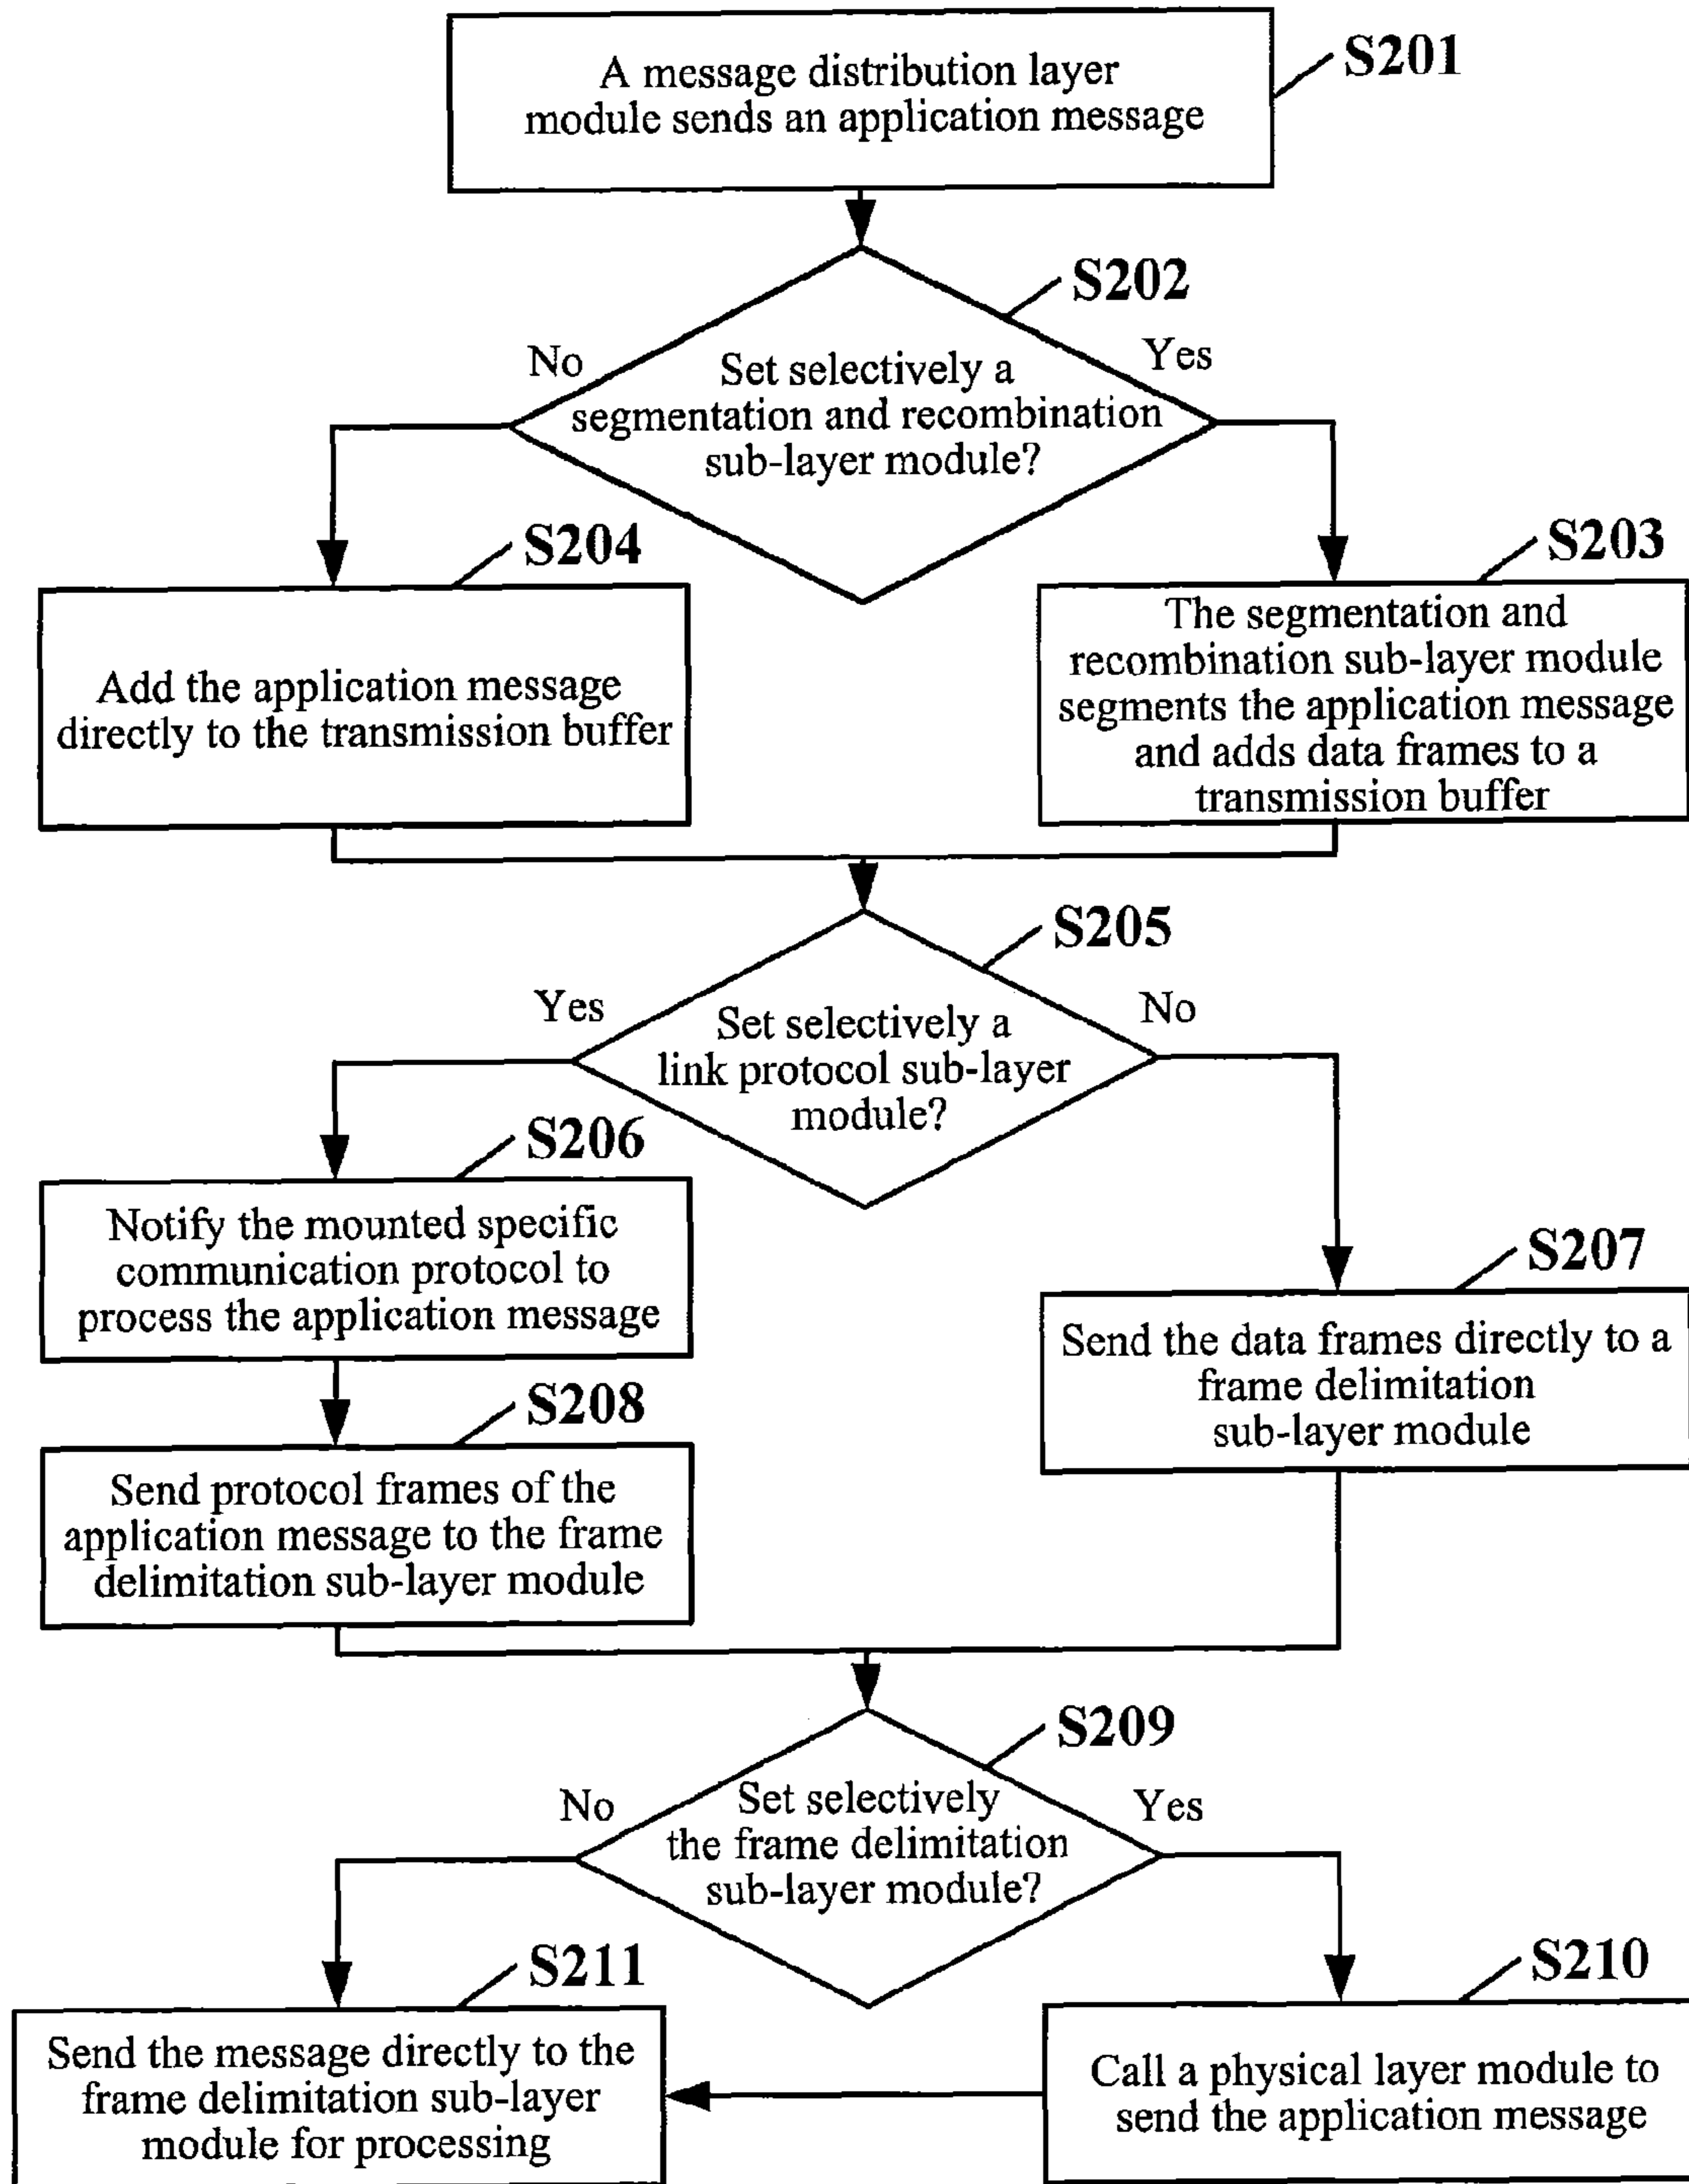 A message distribution layer
module sends an application message
S201
S202
No
Yes
Set selectively a
segmentation and recombination
sub-layer module?
S204
S203
Add the application message
directly to the transmission buffer
The segmentation and
recombination sub-layer module
segments the application message
and adds data frames to a
transmission buffer
S205
Yes
No
Set selectively a
link protocol sub-layer
module?
S206
Notify the mounted specific
communication protocol to
process the application message
S207
Send the data frames directly to a
frame delimitation
sub-layer module
S208
Send protocol frames of the
application message to the frame
delimitation sub-layer module
S209
No
Yes
Set selectively
the frame delimitation
sub-layer module?
S211
S210
Send the message directly to the
frame delimitation sub-layer
module for processing
Call a physical layer module to
send the application message